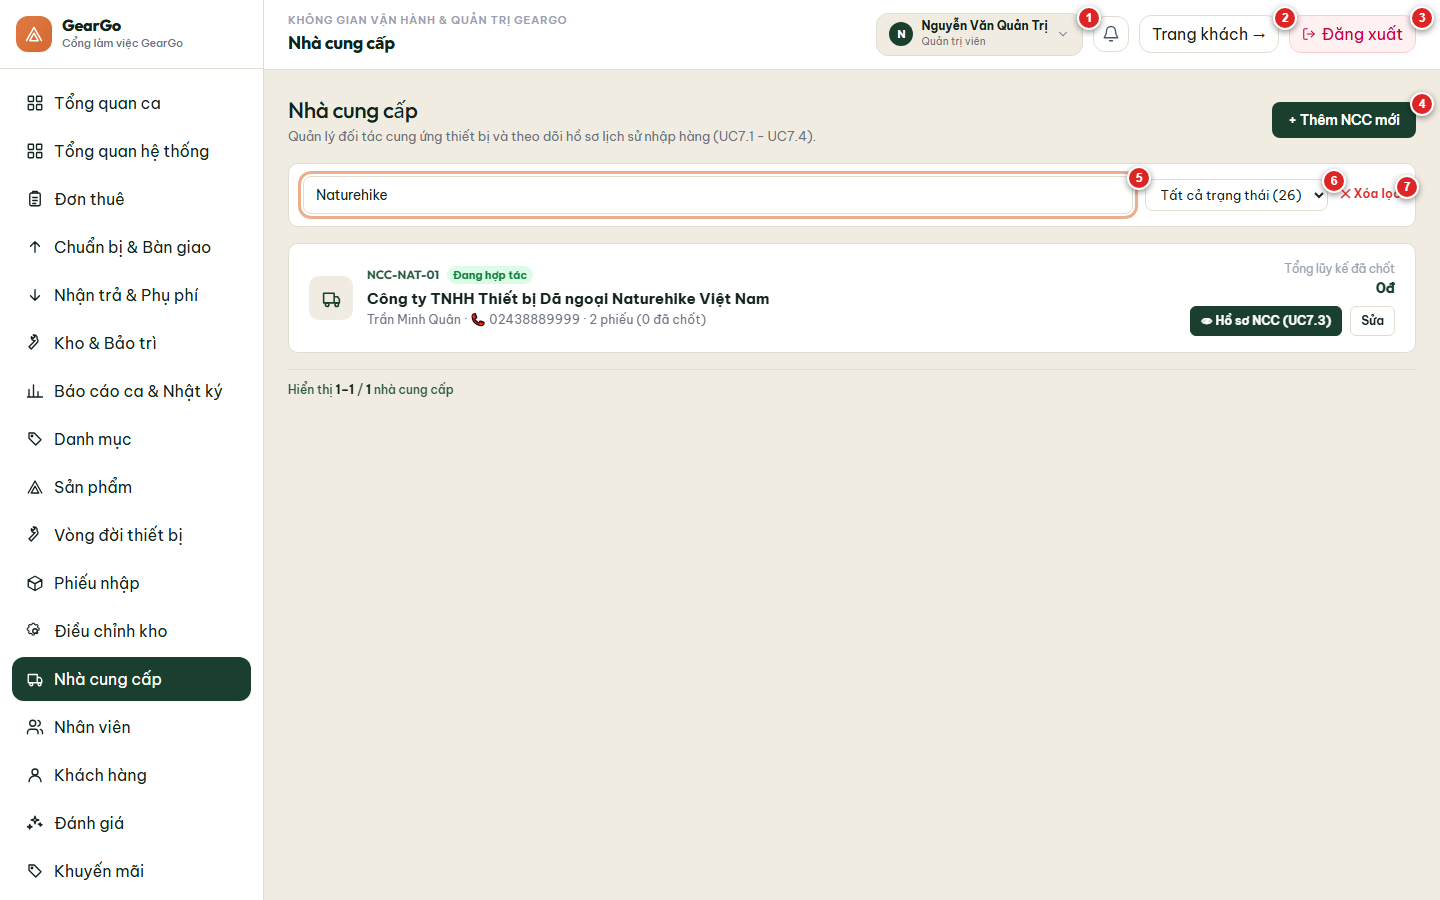 GearGo
Cổng làm việc GearGo
Tổng quan ca
Tổng quan hệ thống
Đơn thuê
Chuẩn bị & Bàn giao
Nhận trả & Phụ phí
Kho & Bảo trì
Báo cáo ca & Nhật ký
Danh mục
Sản phẩm
Vòng đời thiết bị
Phiếu nhập
Điều chỉnh kho
Nhà cung cấp
Nhân viên
Khách hàng
Đánh giá
Khuyến mãi
KHÔNG GIAN VẬN HÀNH & QUẢN TRỊ GEARGO
Nhà cung cấp
N
Nguyễn Văn Quản Trị
Quản trị viên
1
Trang khách →
2
Đăng xuất
3
Nhà cung cấp
Quản lý đối tác cung ứng thiết bị và theo dõi hồ sơ lịch sử nhập hàng (UC7.1 - UC7.4).
+ Thêm NCC mới
4
Naturehike
5
Tất cả trạng thái (26)
6
✕ Xóa lọc
7
NCC-NAT-01 Đang hợp tác
Công ty TNHH Thiết bị Dã ngoại Naturehike Việt Nam
Trần Minh Quân · 📞 02438889999 · 2 phiếu (0 đã chốt)
Tổng lũy kế đã chốt
0đ
👁 Hồ sơ NCC (UC7.3)
Sửa
Hiển thị 1–1 / 1 nhà cung cấp